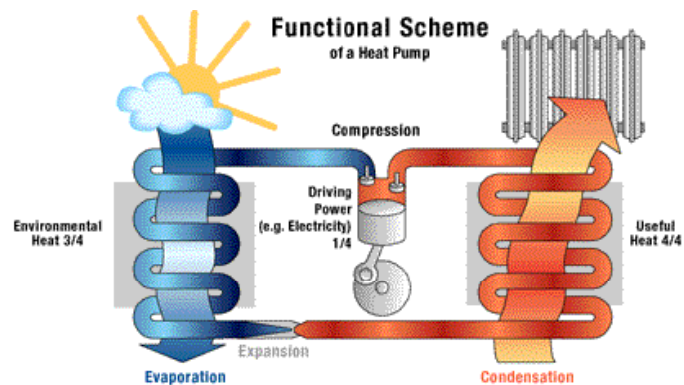 Functional Scheme
of a Heat Pump
Compression
Driving
Power
(e.g. Electricity)
1/4
Environmental
Heat 3/4
Useful
Heat 4/4
Expansion
Evaporation
Condensation